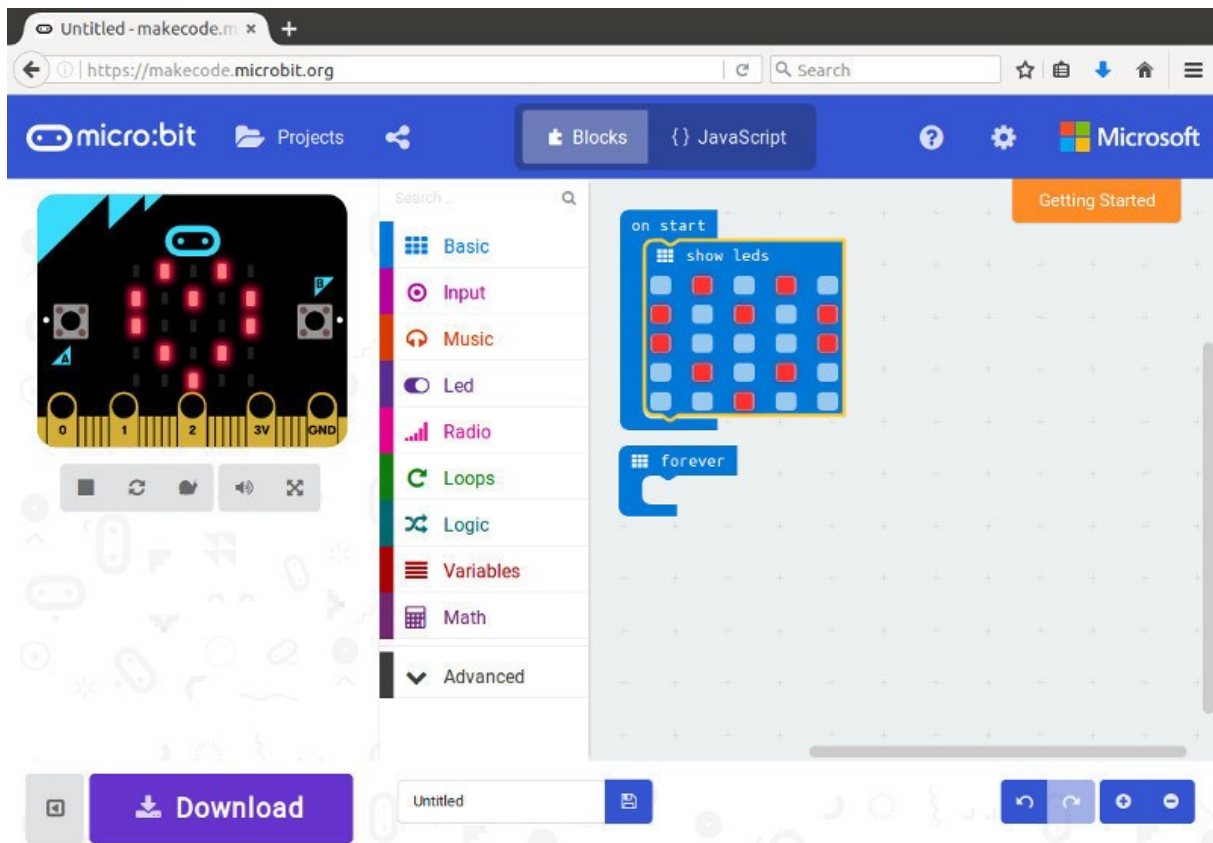 Untitled - makecode.m
https://makecode.microbit.org
Search
micro:bit
Projects
Blocks
{ } JavaScript
Microsoft
Getting Started
Search...
Basic
Input
Music
Led
Radio
Loops
Logic
Variables
Math
Advanced
A
B
0 1 2 3V GND
on start
show leds
forever
Download
Untitled